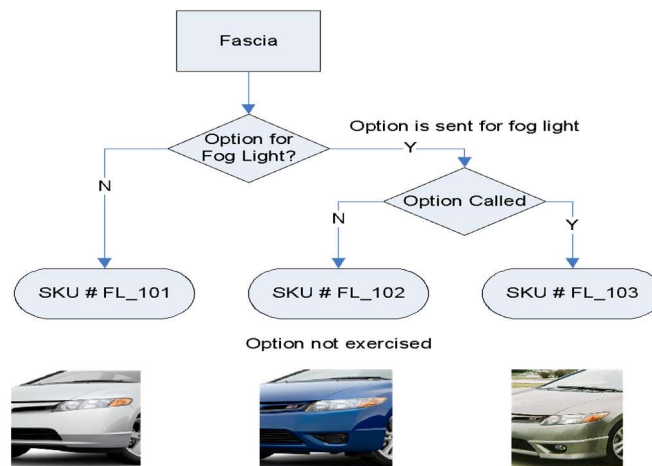 Fascia
Option for
Fog Light?
Option is sent for fog light
Y
N
Option Called
N
Y
SKU # FL_101
SKU # FL_102
SKU # FL_103
Option not exercised